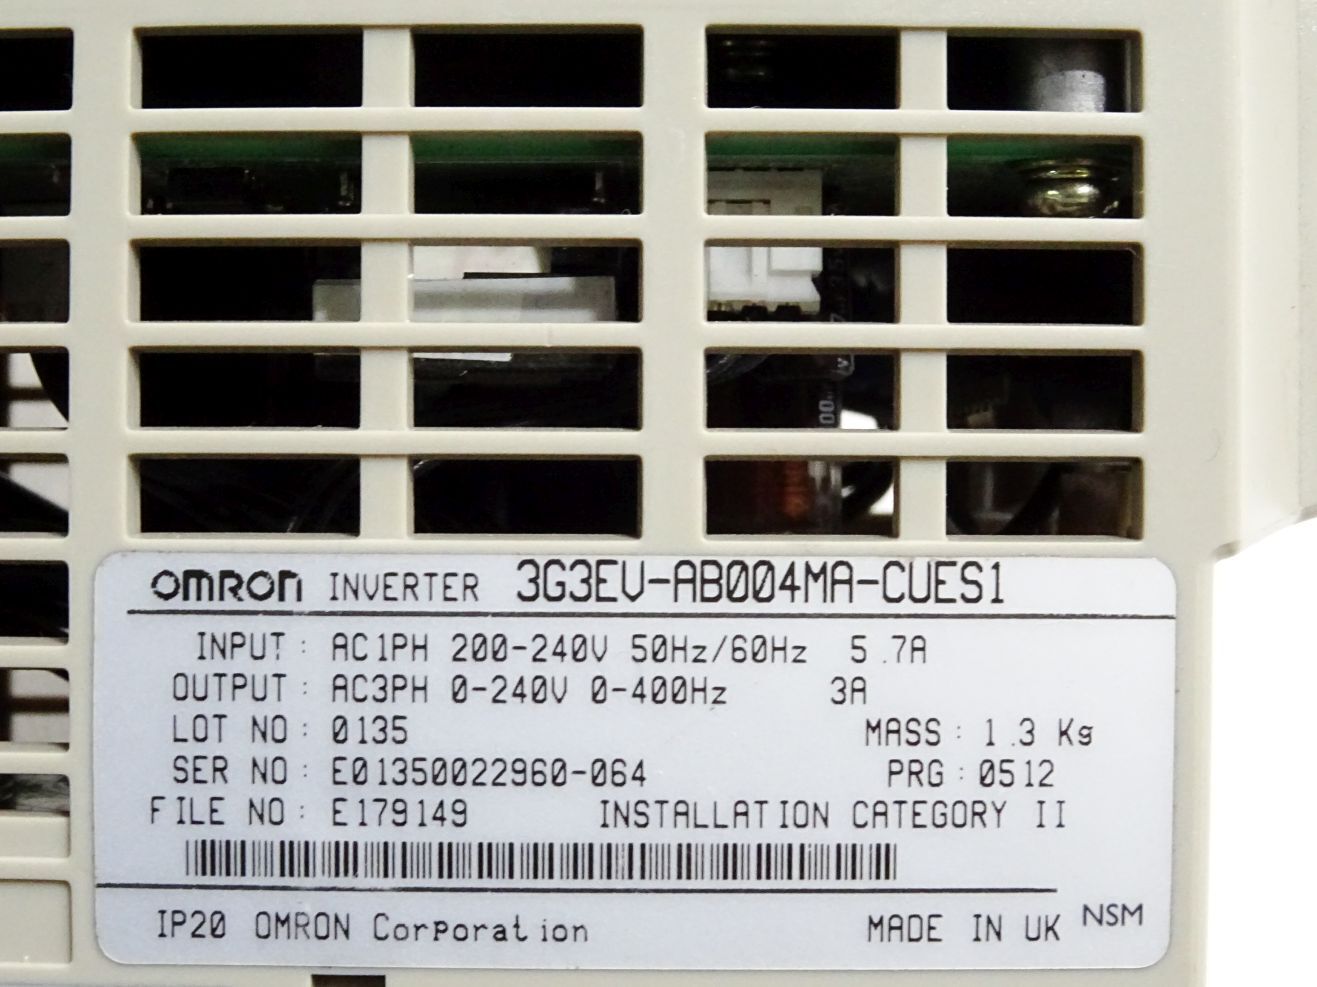 OMRON INVERTER 3G3EV-AB004MA-CUES1
INPUT: AC1PH 200-240V 50Hz/60Hz 5.7A
OUTPUT: AC3PH 0-240V 0-400Hz 3A
LOT NO: 0135 MASS: 1.3 Kg
SER NO: E01350022960-064 PRG: 0512
FILE NO: E179149 INSTALLATION CATEGORY II
IP20 OMRON Corporation MADE IN UK NSM